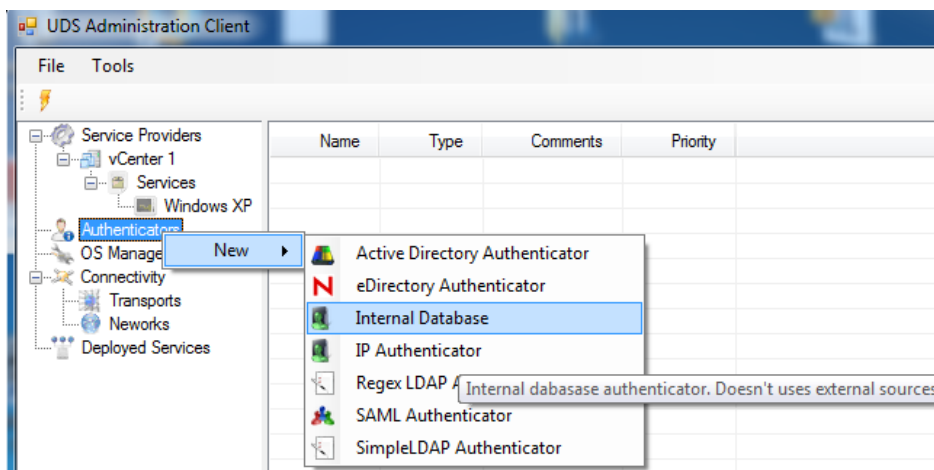 UDS Administration Client
File Tools
Name Type Comments Priority
Service Providers
vCenter 1
Services
Windows XP
Authenticators
OS Manage
Connectivity
Transports
Neworks
Deployed Services
New
Active Directory Authenticator
eDirectory Authenticator
Internal Database
IP Authenticator
Regex LDAP A
Internal dabasase authenticator. Doesn't uses external sources
SAML Authenticator
SimpleLDAP Authenticator